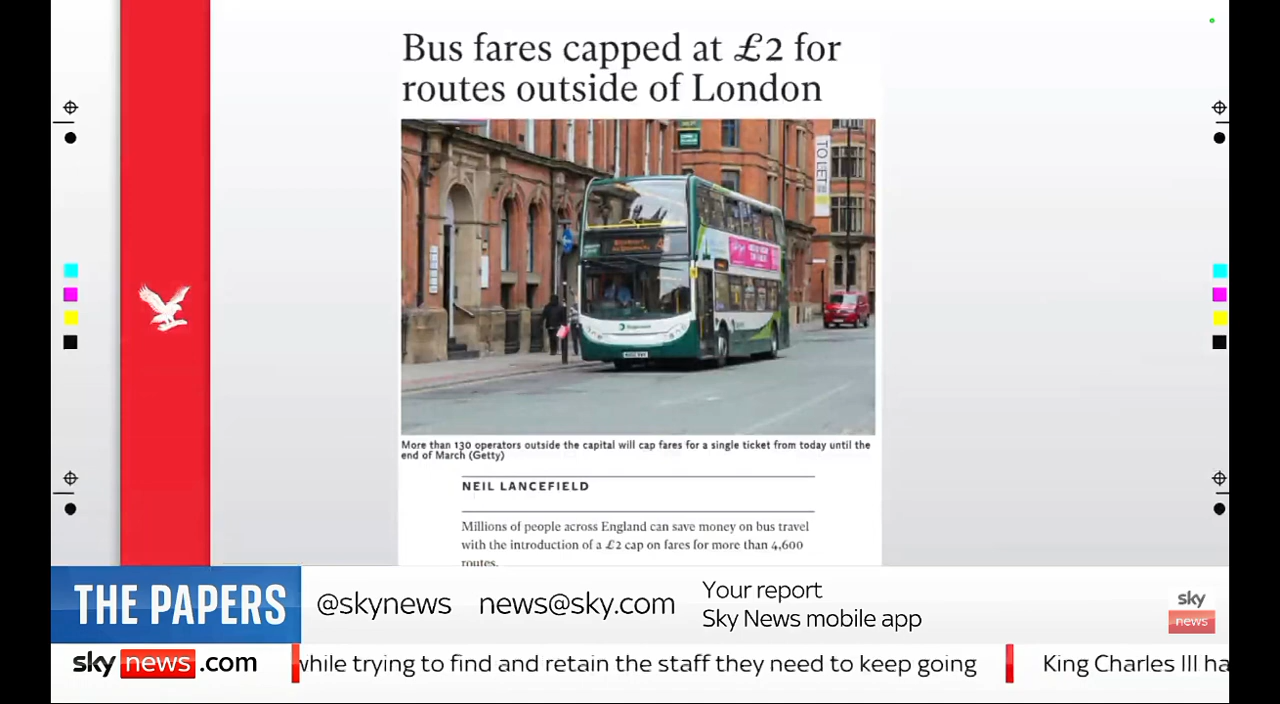 Bus fares capped at £2 for
routes outside of London
TO LET
More than 130 operators outside the capital will cap fares for a single ticket from today until the
end of March (Getty)
NEIL LANCEFIELD
Millions of people across England can save money on bus travel
with the introduction of a £2 cap on fares for more than 4,600
routes.
THE PAPERS
@skynews news@sky.com
Your report
Sky News mobile app
sky
news
sky news .com
while trying to find and retain the staff they need to keep going
King Charles III ha